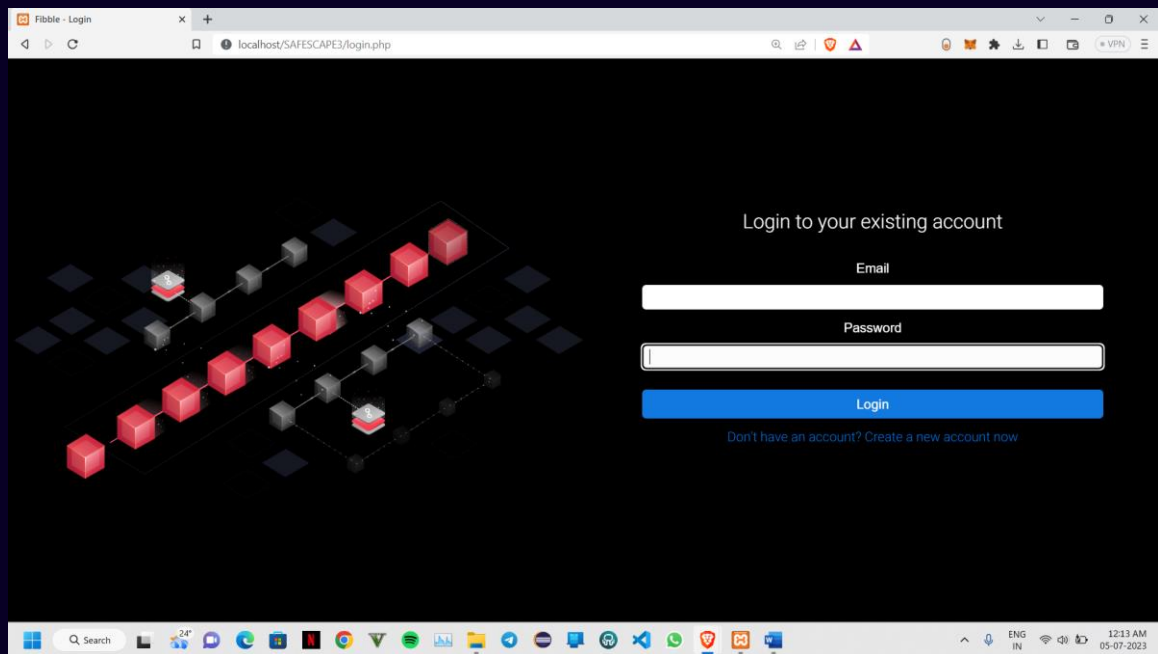 Fibble - Login
localhost/SAFESCAPE3/login.php
VPN
Login to your existing account
Email
Password
Login
Don't have an account? Create a new account now
Search
24°
ENG
IN
12:13 AM
05-07-2023